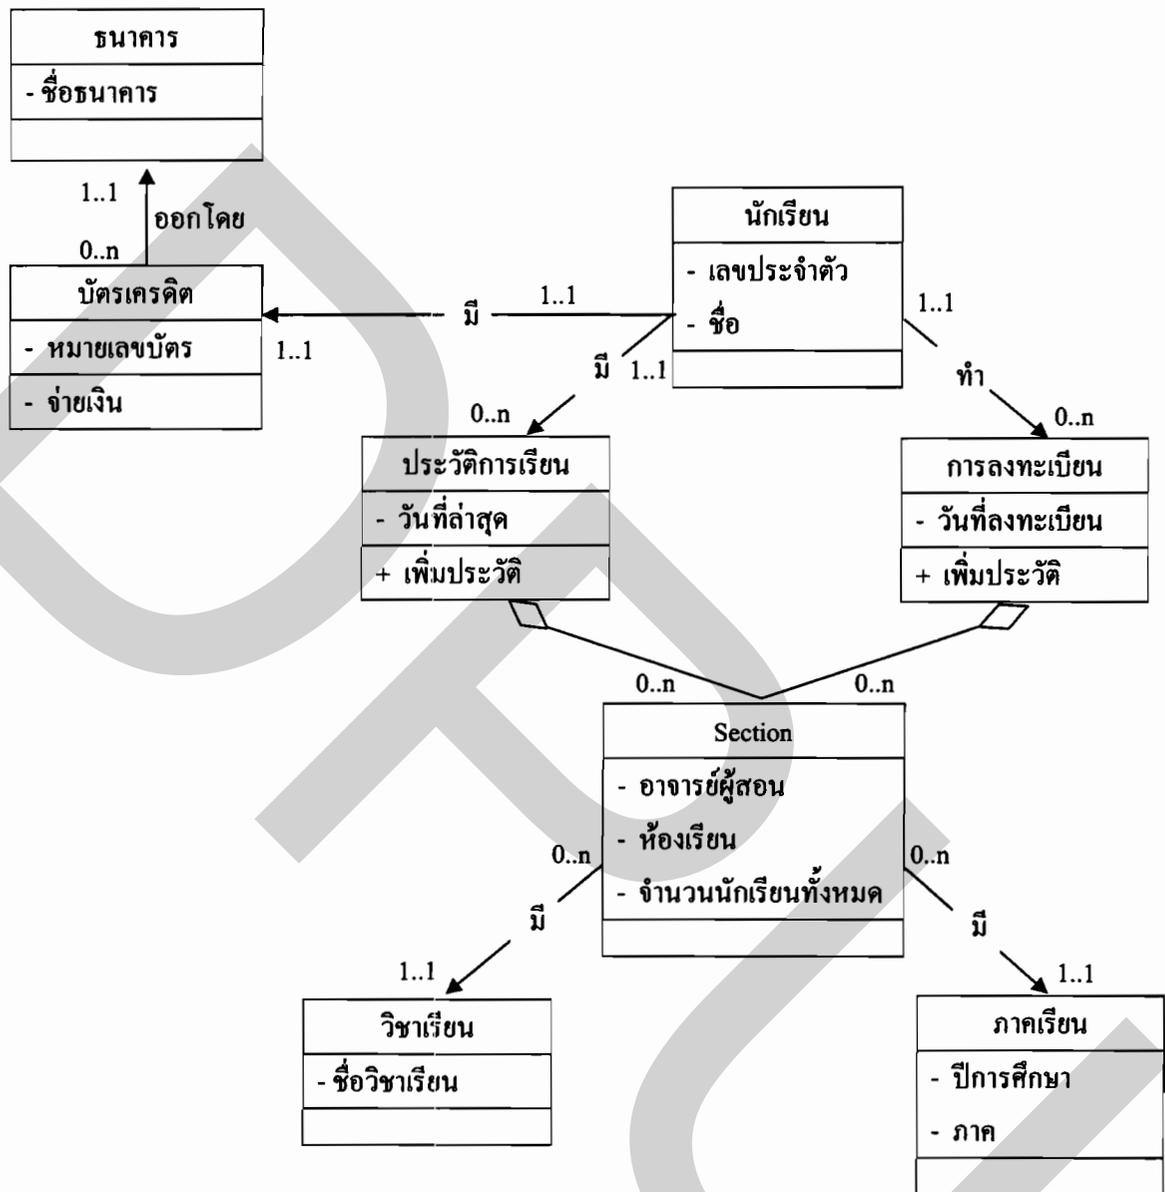 ธนาคาร
- ชื่อธนาคาร
1..1
ออกโดย
0..n
บัตรเครดิต
- หมายเลขบัตร
- จ่ายเงิน
มี
1..1
1..1
นักเรียน
- เลขประจำตัว
- ชื่อ
มี 1..1
0..n
1..1
ทำ
0..n
ประวัติการเรียน
- วันที่ล่าสุด
+ เพิ่มประวัติ
การลงทะเบียน
- วันที่ลงทะเบียน
+ เพิ่มประวัติ
0..n
0..n
Section
- อาจารย์ผู้สอน
- ห้องเรียน
- จำนวนนักเรียนทั้งหมด
0..n
มี
1..1
0..n
มี
1..1
วิชาเรียน
- ชื่อวิชาเรียน
ภาคเรียน
- ปีการศึกษา
- ภาค
DPU